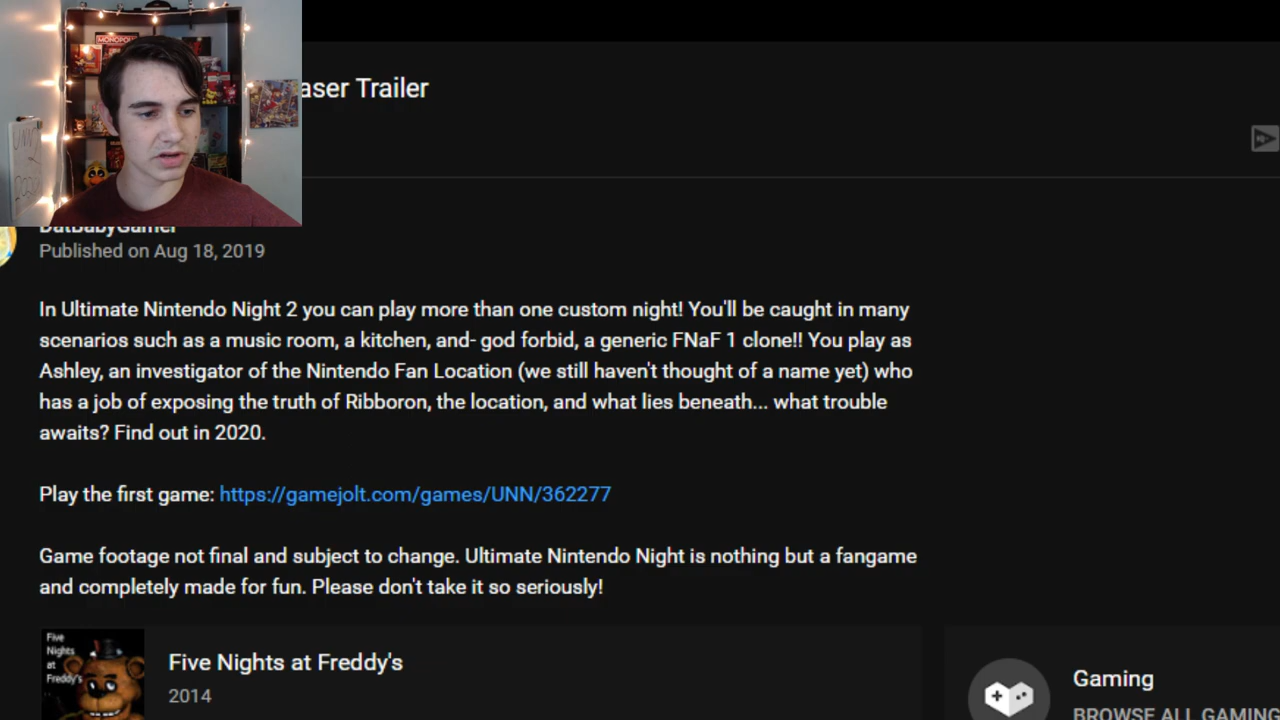 MONOPOLY
aser Trailer
DatBabyGamer
Published on Aug 18, 2019
In Ultimate Nintendo Night 2 you can play more than one custom night! You'll be caught in many
scenarios such as a music room, a kitchen, and- god forbid, a generic FNaF 1 clone!! You play as
Ashley, an investigator of the Nintendo Fan Location (we still haven't thought of a name yet) who
has a job of exposing the truth of Ribboron, the location, and what lies beneath... what trouble
awaits? Find out in 2020.
Play the first game: https://gamejolt.com/games/UNN/362277
Game footage not final and subject to change. Ultimate Nintendo Night is nothing but a fangame
and completely made for fun. Please don't take it so seriously!
Five
Nights
at
Freddy's
Five Nights at Freddy's
2014
Gaming
BROWSE ALL GAMING